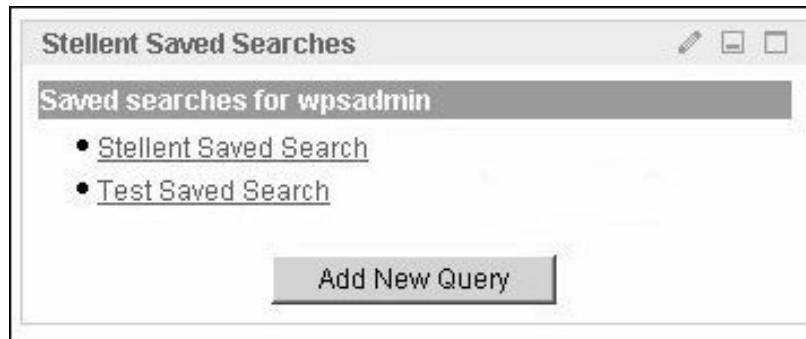 Stellent Saved Searches
Saved searches for wpsadmin
Stellent Saved Search
Test Saved Search
Add New Query